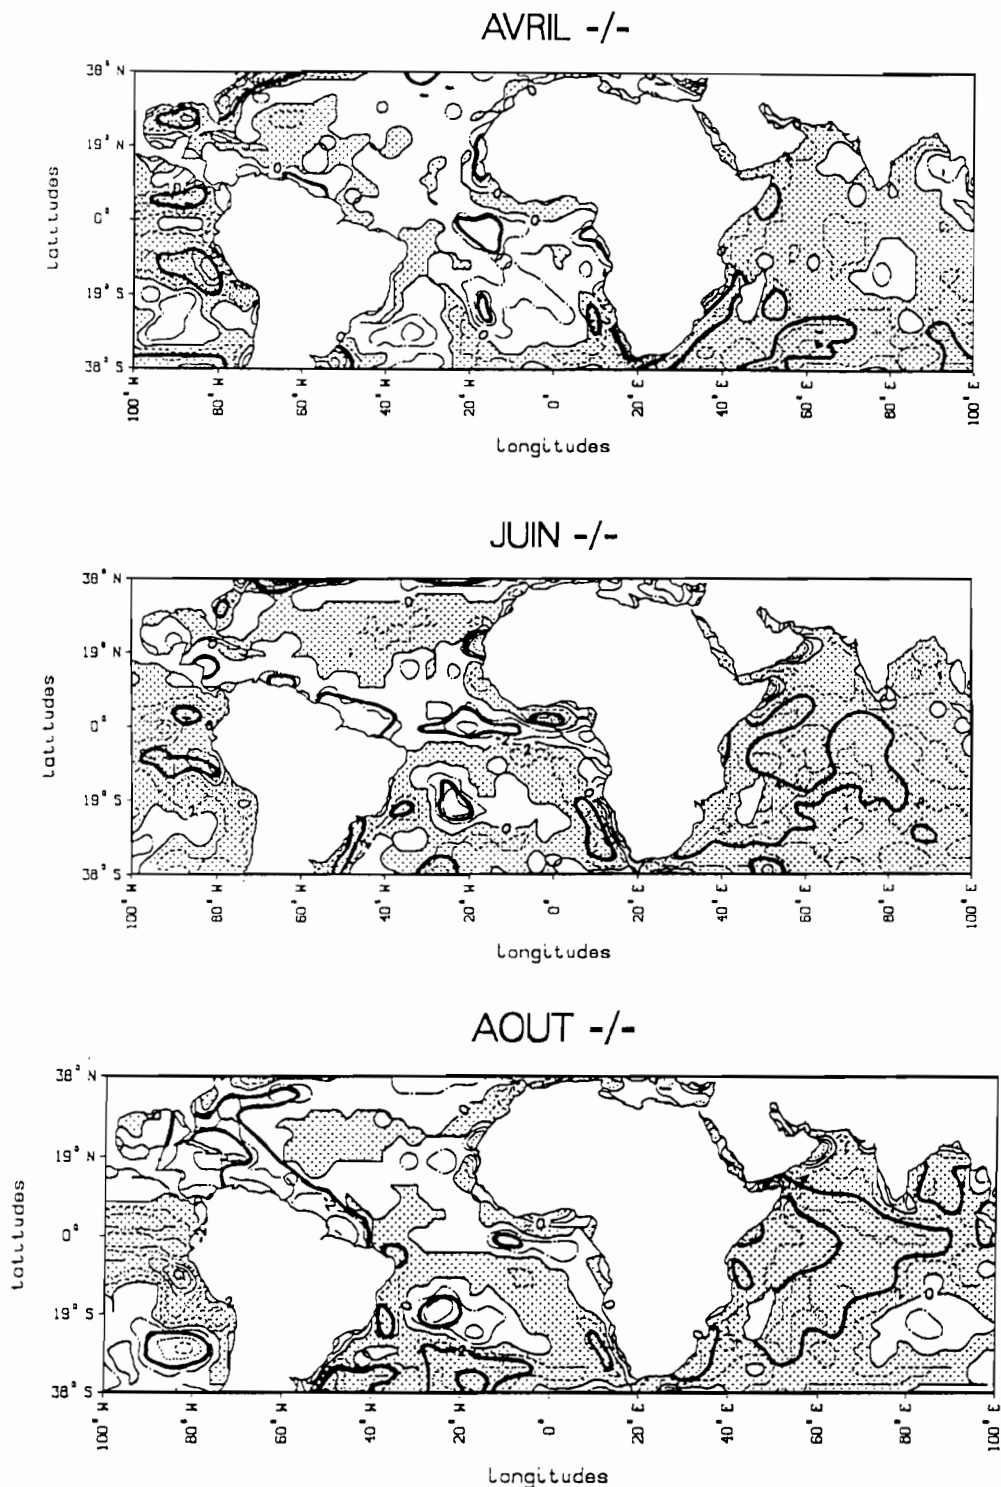 AVRIL -/-
38° N
19° N
0°
19° S
38° S
latitudes
100° W
80° W
60° W
40° W
20° W
0°
20° E
40° E
60° E
80° E
100° E
longitudes
JUIN -/-
38° N
19° N
0°
19° S
38° S
latitudes
100° W
80° W
60° W
40° W
20° W
0°
20° E
40° E
60° E
80° E
100° E
longitudes
AOUT -/-
38° N
19° N
0°
19° S
38° S
latitudes
100° W
80° W
60° W
40° W
20° W
0°
20° E
40° E
60° E
80° E
100° E
longitudes